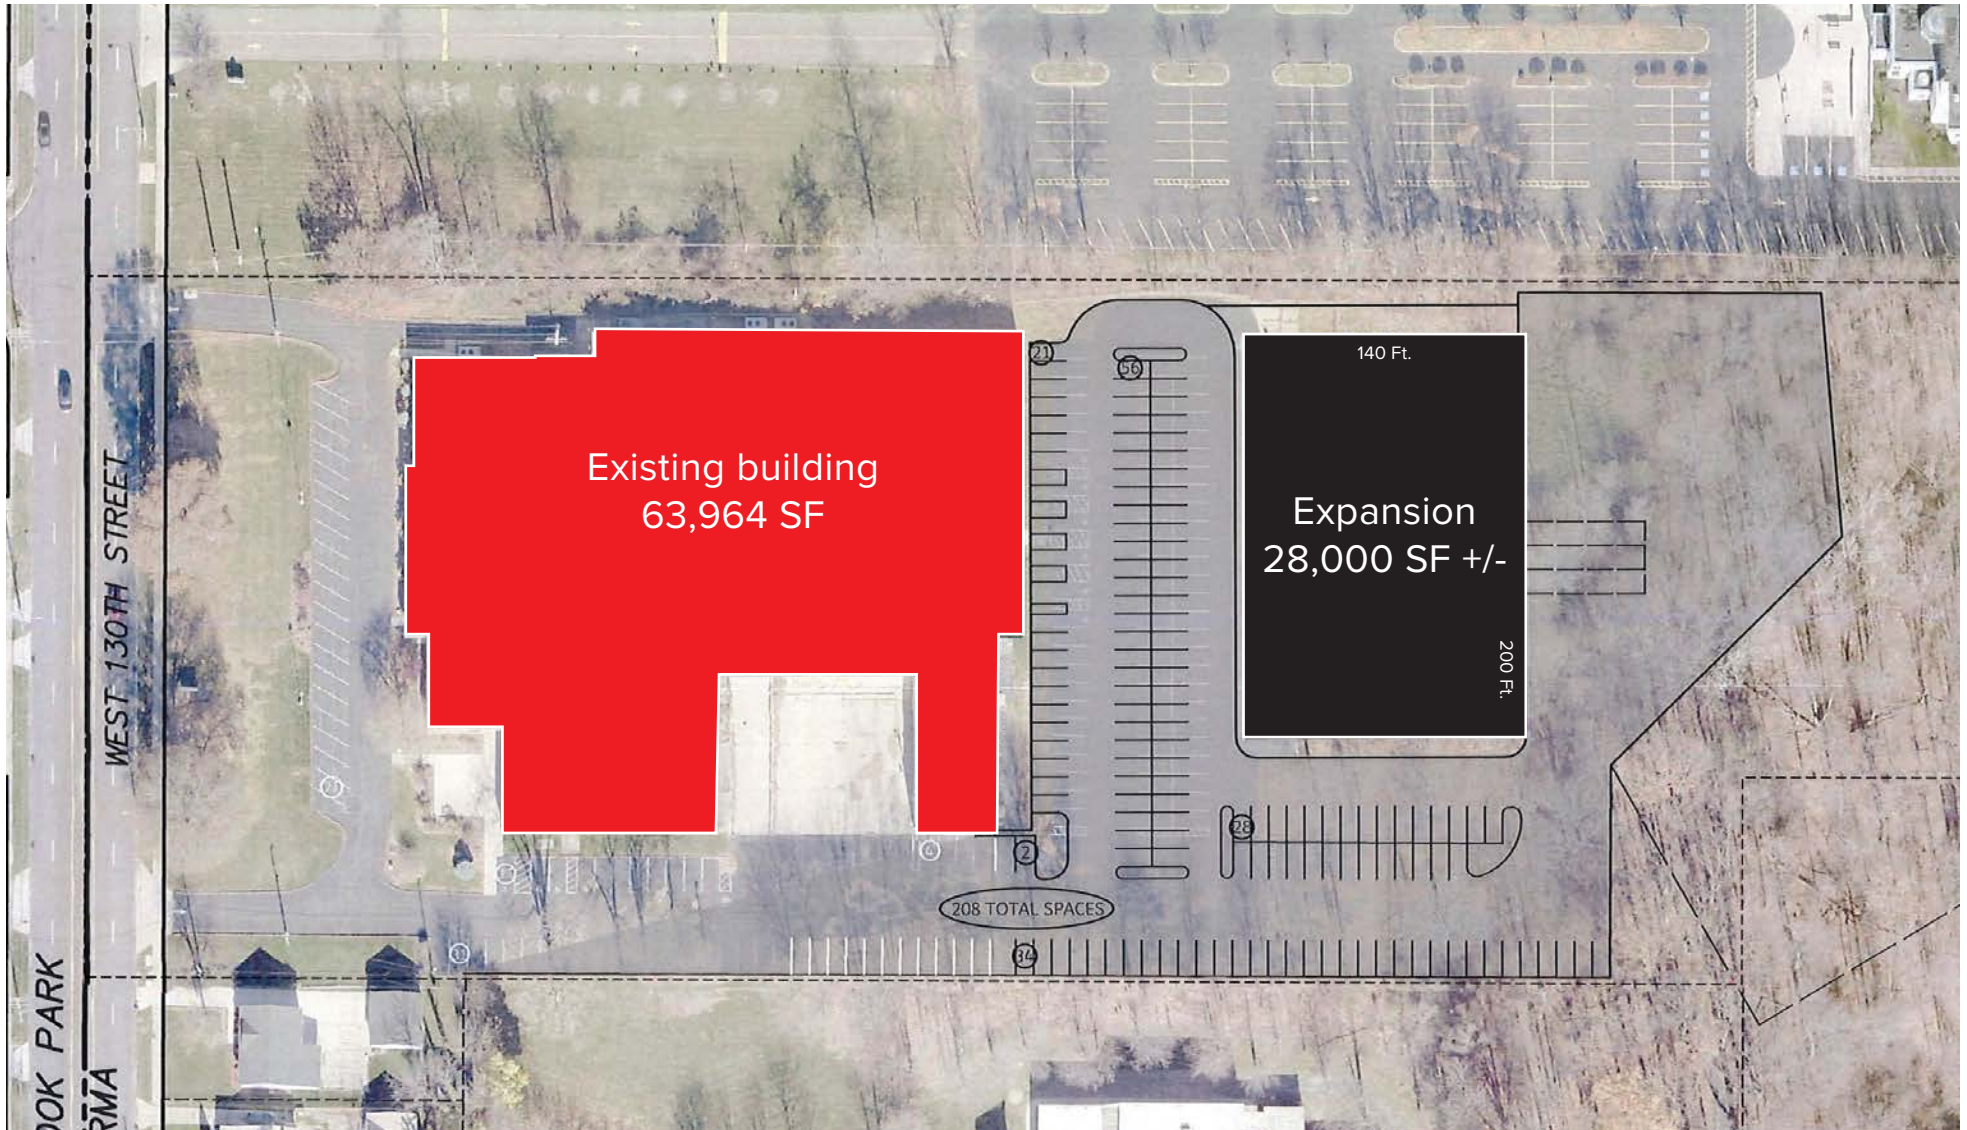 21
56
140 Ft.
Existing building
63,964 SF
Expansion
28,000 SF +/-
WEST 130TH STREET
200 Ft.
28
4
2
208 TOTAL SPACES
34
OOK PARK
RMA